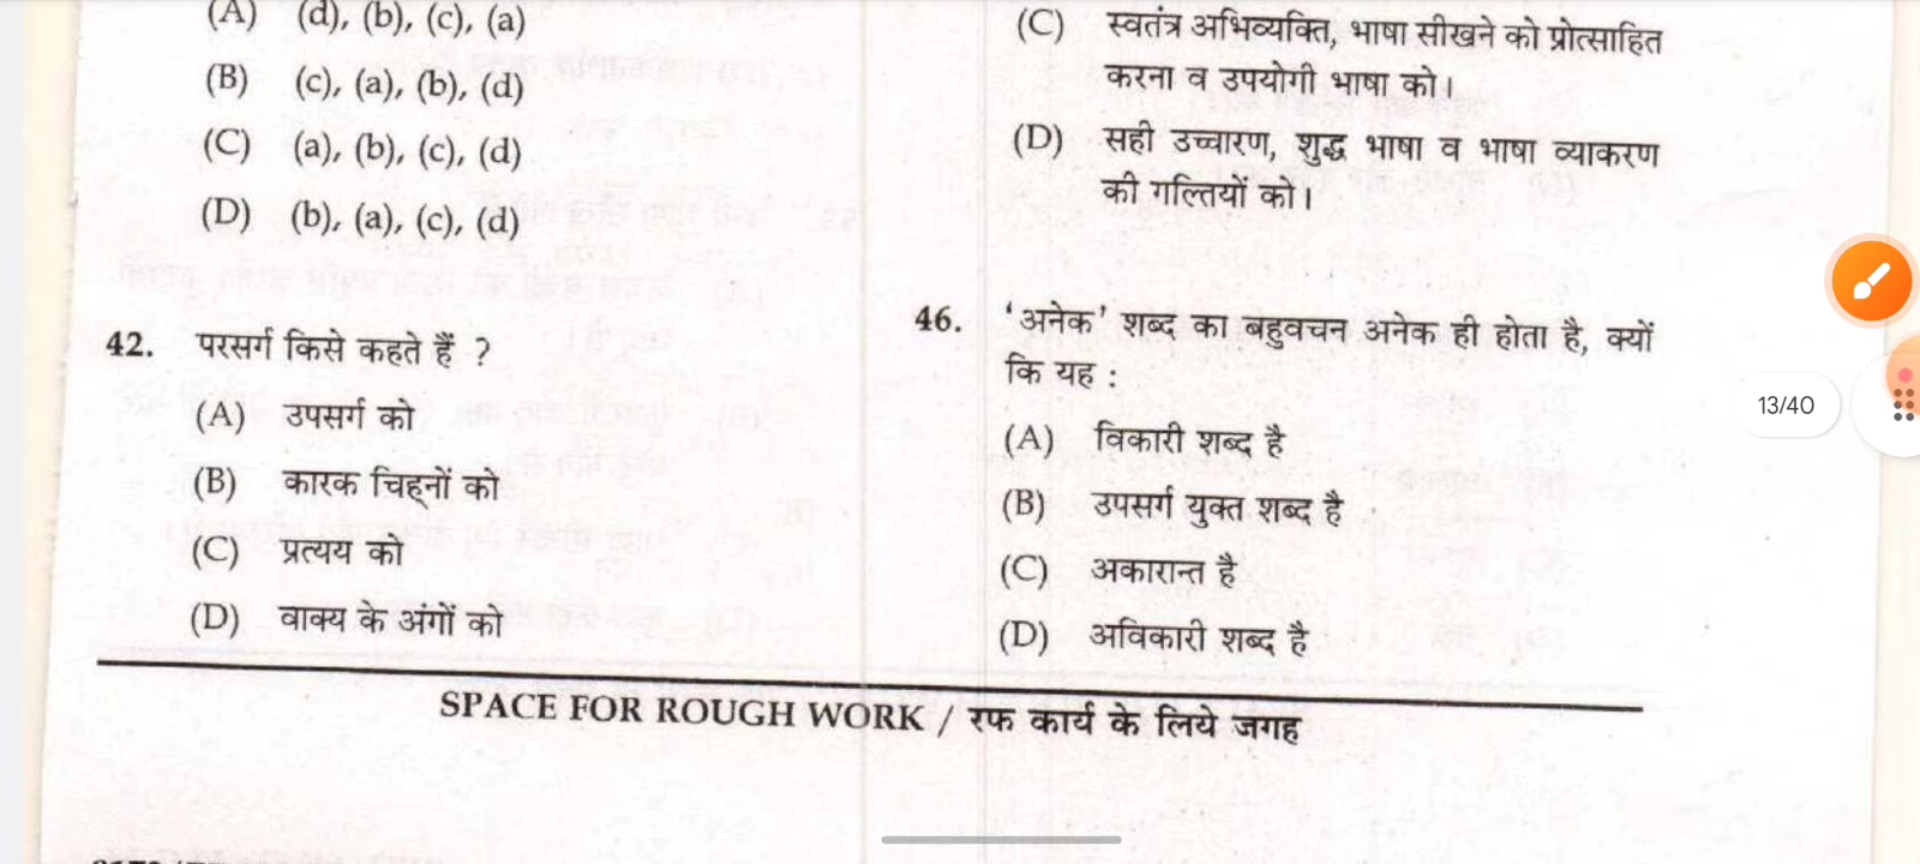 (A) (d), (b), (c), (a)
(B) (c), (a), (b), (d)
(C) (a), (b), (c), (d)
(D) (b), (a), (c), (d)
42. परसर्ग किसे कहते हैं ?
(A) उपसर्ग को
(B) कारक चिह्नों को
(C) प्रत्यय को
(D) वाक्य के अंगों को
(C) स्वतंत्र अभिव्यक्ति, भाषा सीखने को प्रोत्साहित
करना व उपयोगी भाषा को।
(D) सही उच्चारण, शुद्ध भाषा व भाषा व्याकरण
की गल्तियों को।
46. 'अनेक' शब्द का बहुवचन अनेक ही होता है, क्यों
कि यह :
(A) विकारी शब्द है
(B) उपसर्ग युक्त शब्द है
(C) अकारान्त है
(D) अविकारी शब्द है
SPACE FOR ROUGH WORK / रफ कार्य के लिये जगह
13/40